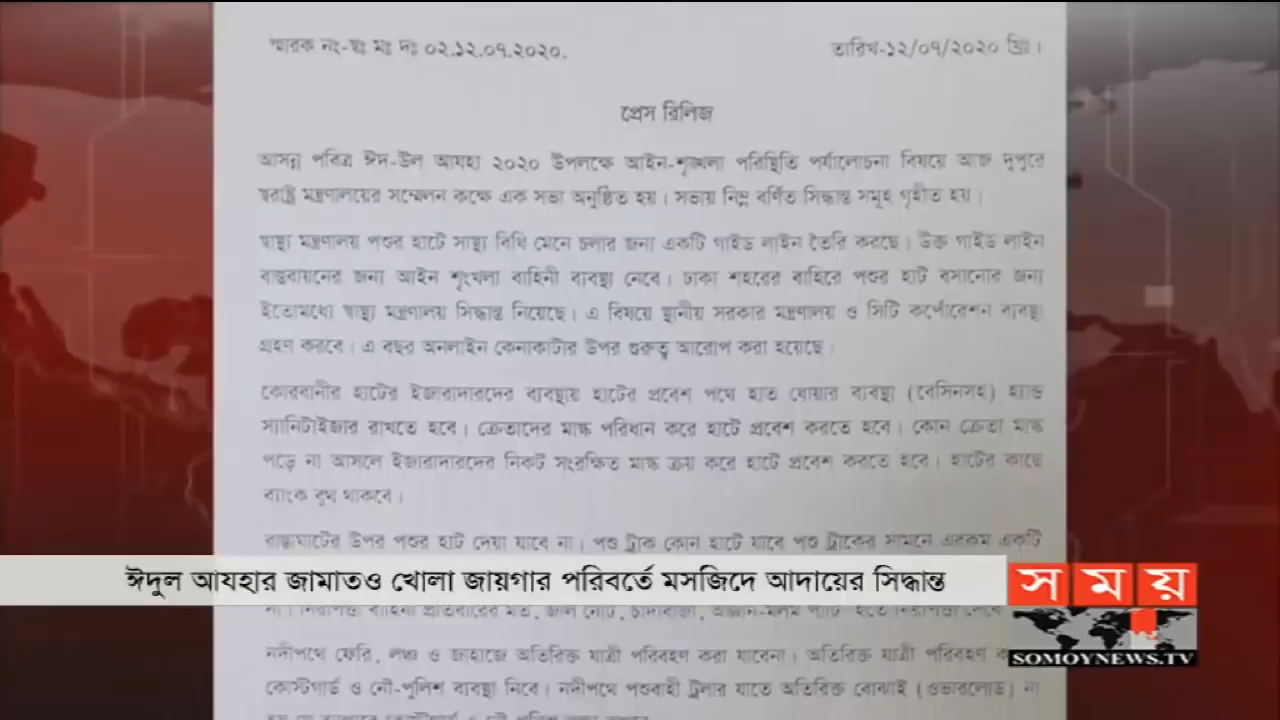 স্মারক নং-স্বঃ মঃ দঃ ০২.১২.০৭.২০২০.
তারিখ-১২/০৭/২০২০ খ্রি।
প্রেস রিলিজ
আসন্ন পবিত্র ঈদ-উল আযহা ২০২০ উপলক্ষে আইন-শৃঙ্খলা পরিস্থিতি পর্যালোচনা বিষয়ে আজ দুপুরে
স্বরাষ্ট্র মন্ত্রণালয়ের সম্মেলন কক্ষে এক সভা অনুষ্ঠিত হয়। সভায় নিম্ন বর্ণিত সিদ্ধান্ত সমূহ গৃহীত হয়।
স্বাস্থ্য মন্ত্রণালয় পশুর হাটে সাস্থ্য বিধি মেনে চলার জন্য একটি গাইড লাইন তৈরি করছে। উক্ত গাইড লাইন
বাস্তবায়নের জন্য আইন শৃংখলা বাহিনী ব্যবস্থা নেবে। ঢাকা শহরের বাহিরে পশুর হাট বসানোর জন্য
ইতোমধ্যে স্বাস্থ্য মন্ত্রণালয় সিদ্ধান্ত নিয়েছে। এ বিষয়ে স্থানীয় সরকার মন্ত্রণালয় ও সিটি কর্পোরেশন ব্যবস্থা
গ্রহণ করবে। এ বছর অনলাইন কেনাকাটার উপর গুরুত্ব আরোপ করা হয়েছে।
কোরবানীর হাটের ইজারাদারদের ব্যবস্থায় হাটের প্রবেশ পথে হাত ধোয়ার ব্যবস্থা (বেসিনসহ) হ্যান্ড
স্যানিটাইজার রাখতে হবে। ক্রেতাদের মাস্ক পরিধান করে হাটে প্রবেশ করতে হবে। কোন ক্রেতা মাস্ক
পড়ে না আসলে ইজারাদারদের নিকট সংরক্ষিত মাস্ক ক্রয় করে হাটে প্রবেশ করতে হবে। হাটের কাছে
ব্যাংক বুথ থাকবে।
রাস্তাঘাটের উপর পশুর হাট দেয়া যাবে না। পশু ট্রাক কোন হাটে যাবে পশু ট্রাকের সামনে এরকম একটি
ঈদুল আযহার জামাতও খোলা জায়গার পরিবর্তে মসজিদে আদায়ের সিদ্ধান্ত
সময়
SOMOYNEWS.TV
নদীপথে ফেরি, লঞ্চ ও জাহাজে অতিরিক্ত যাত্রী পরিবহণ করা যাবেনা। অতিরিক্ত যাত্রী পরিবহণ
কোস্টগার্ড ও নৌ-পুলিশ ব্যবস্থা নিবে। নদীপথে পশুবাহী ট্রলার যাতে অতিরিক্ত বোঝাই (ওভারলোড) না